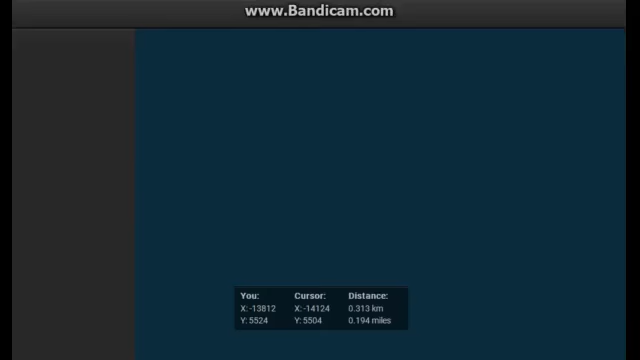 www.Bandicam.com
You: Cursor: Distance:
X: -13812 X: -14124 0.313 km
Y: 5524 Y: 5504 0.194 miles